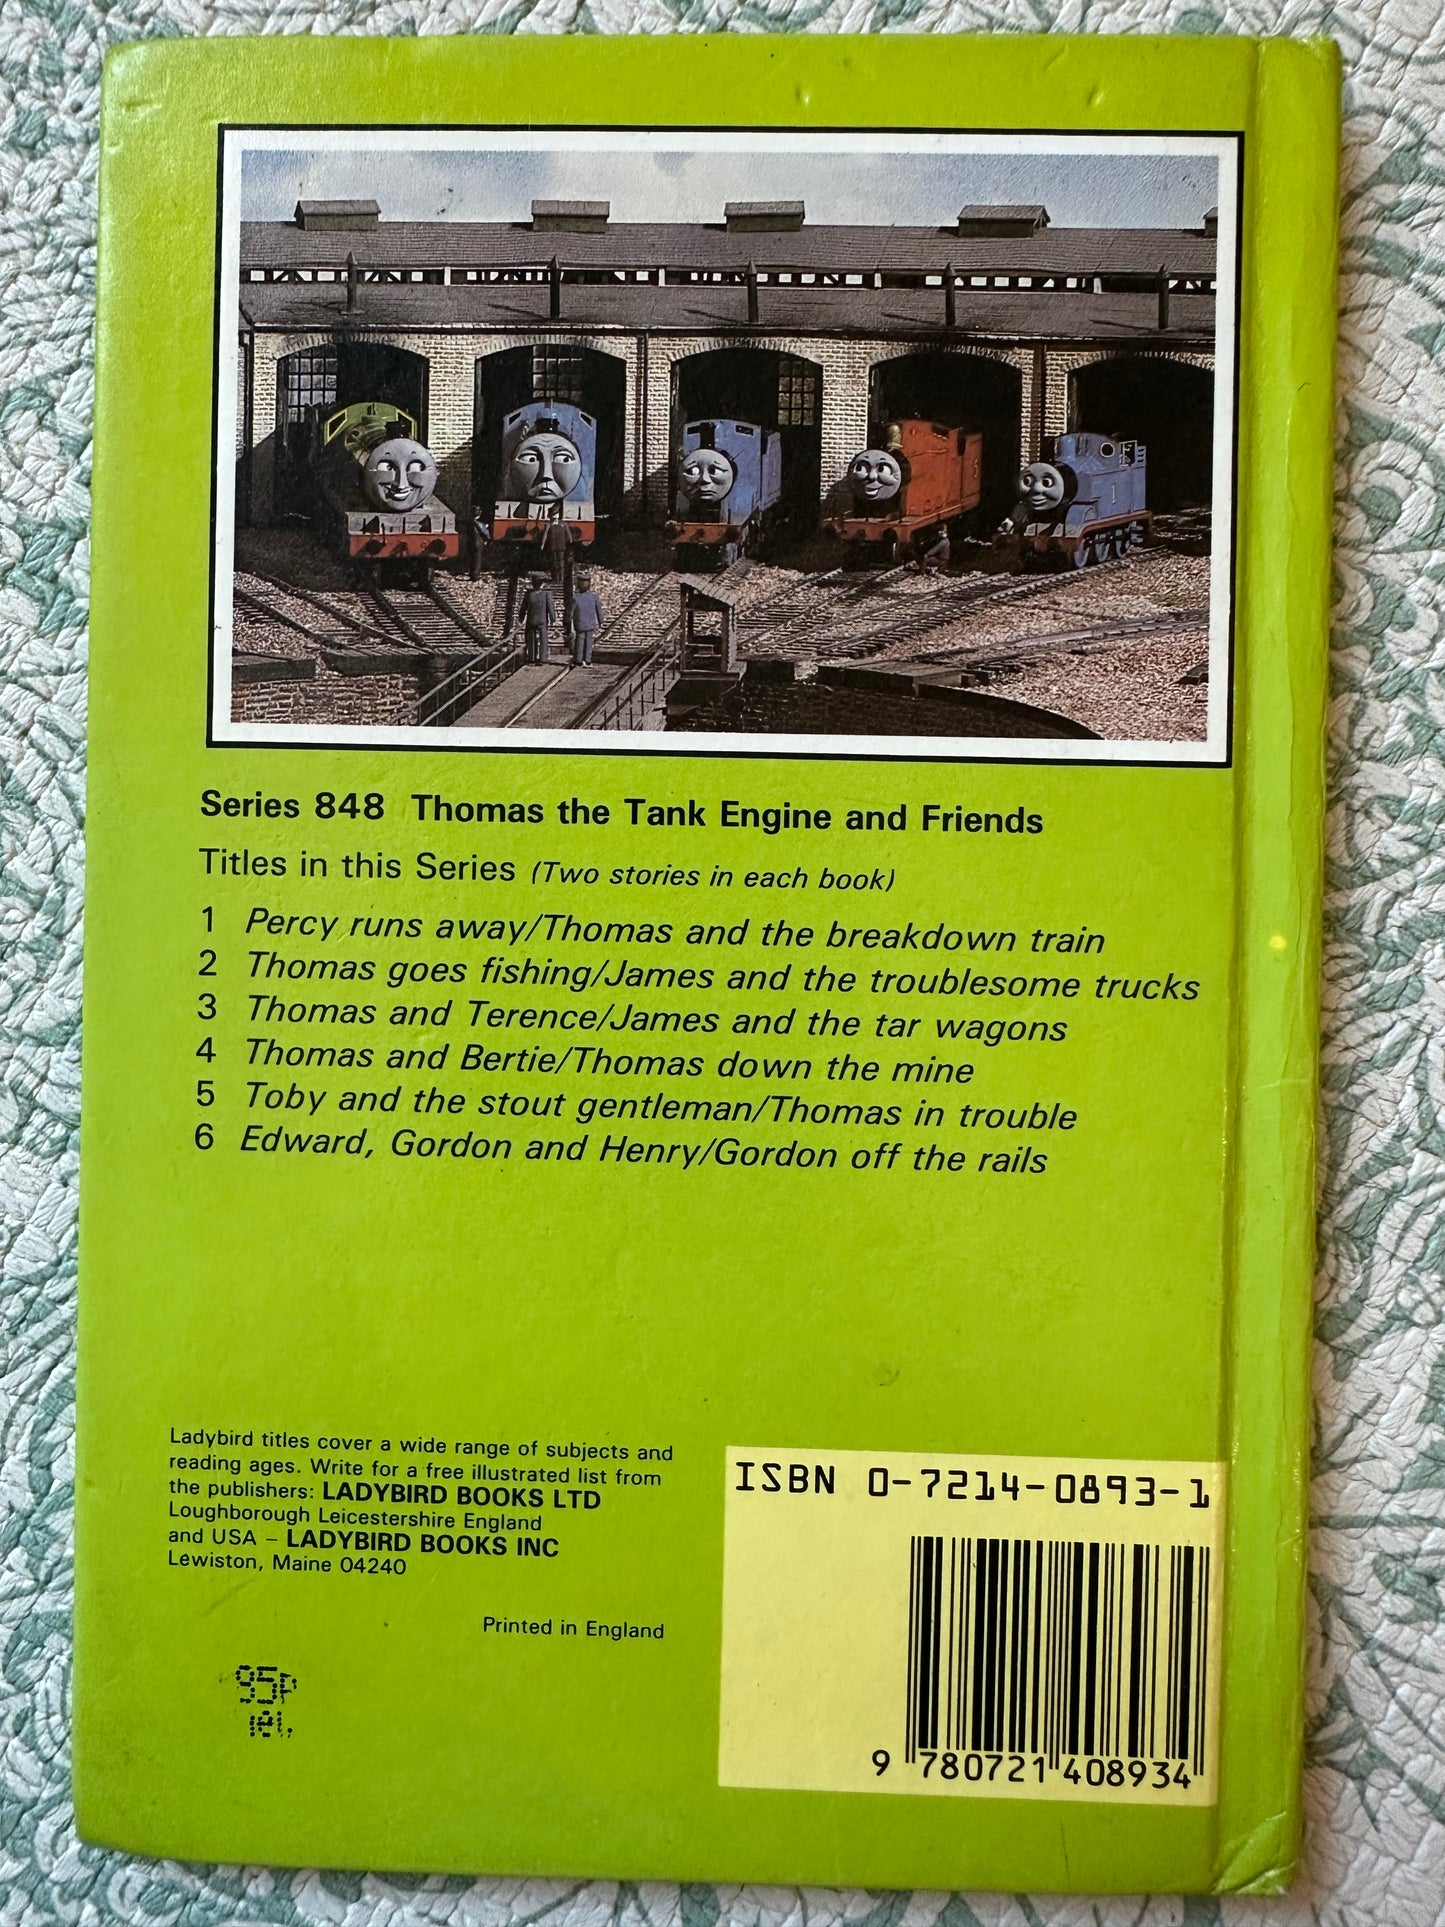 Series 848 Thomas the Tank Engine and Friends
Titles in this Series (Two stories in each book)
1 Percy runs away/Thomas and the breakdown train
2 Thomas goes fishing/James and the troublesome trucks
3 Thomas and Terence/James and the tar wagons
4 Thomas and Bertie/Thomas down the mine
5 Toby and the stout gentleman/Thomas in trouble
6 Edward, Gordon and Henry/Gordon off the rails
Ladybird titles cover a wide range of subjects and
reading ages. Write for a free illustrated list from
the publishers: LADYBIRD BOOKS LTD
Loughborough Leicestershire England
and USA – LADYBIRD BOOKS INC
Lewiston, Maine 04240
Printed in England
95p
ISBN 0-7214-0893-1
9 780721 408934